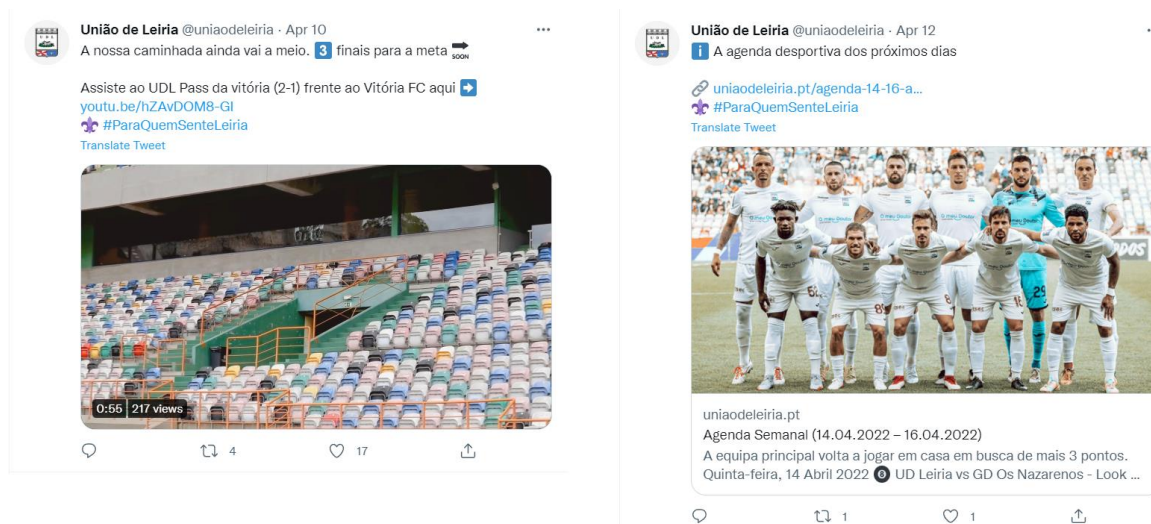 União de Leiria @uniaodeleiria · Apr 10
A nossa caminhada ainda vai a meio. 3 finais para a meta SOON
Assiste ao UDL Pass da vitória (2-1) frente ao Vitória FC aqui ➡
youtu.be/hZAvDOM8-GI
#ParaQuemSenteLeiria
Translate Tweet
0:55 217 views
4 17
União de Leiria @uniaodeleiria · Apr 12
i A agenda desportiva dos próximos dias
uniaodeleiria.pt/agenda-14-16-a...
#ParaQuemSenteLeiria
Translate Tweet
29
uniaodeleiria.pt
Agenda Semanal (14.04.2022 – 16.04.2022)
A equipa principal volta a jogar em casa em busca de mais 3 pontos.
Quinta-feira, 14 Abril 2022 8 UD Leiria vs GD Os Nazarenos - Look ...
1 1